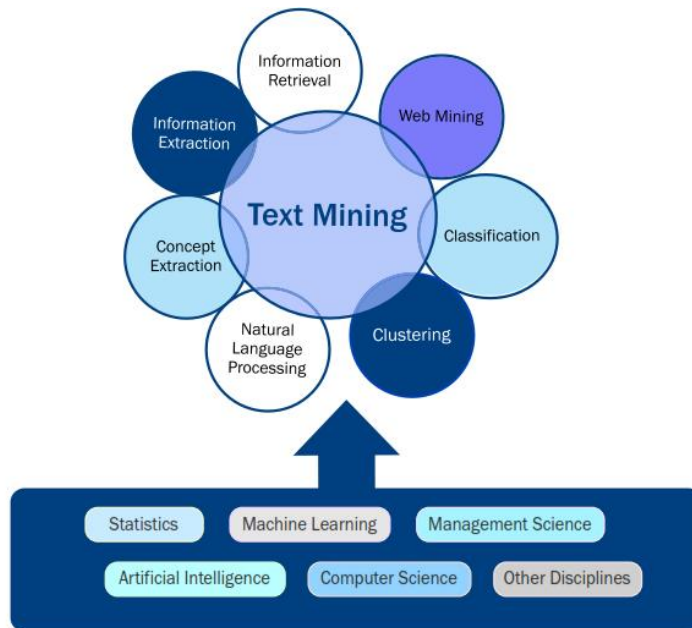 Information
Retrieval
Web Mining
Information
Extraction
Text Mining
Classification
Concept
Extraction
Natural
Language
Processing
Clustering
Statistics
Machine Learning
Management Science
Artificial Intelligence
Computer Science
Other Disciplines